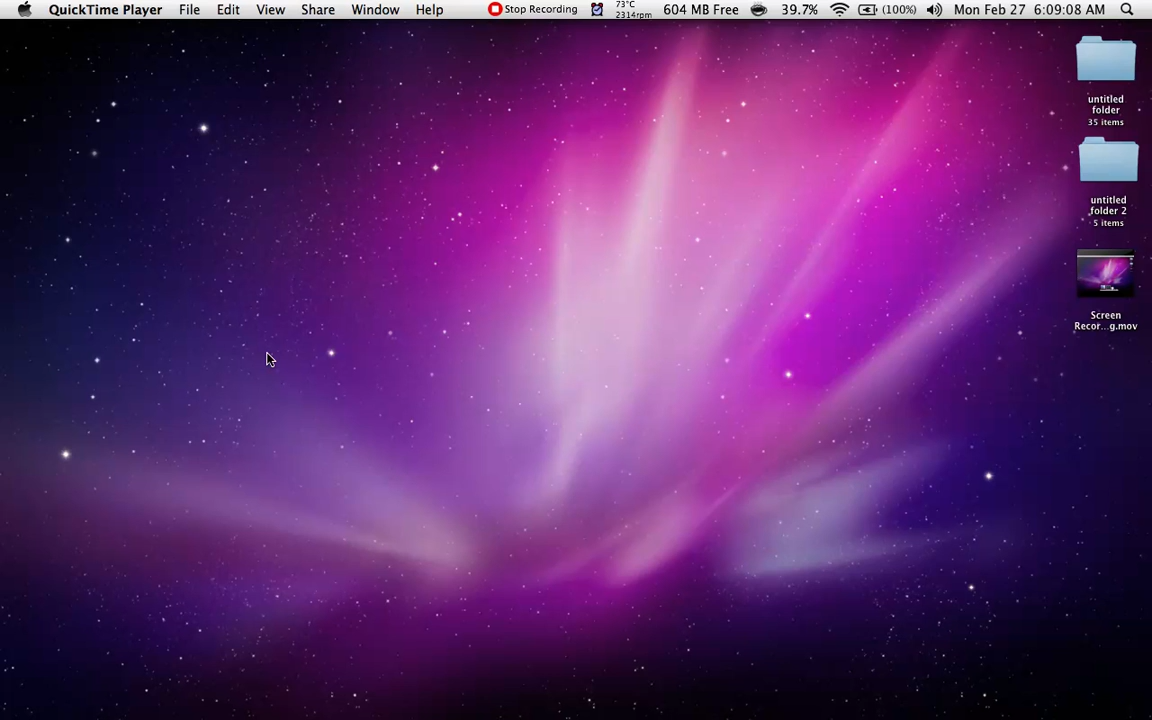 QuickTime Player File Edit View Share Window Help Stop Recording 73°C 604 MB Free 39.7% (100%) Mon Feb 27 6:09:08 AM
2314rpm
untitled
folder
35 items
untitled
folder 2
5 items
Screen
Recor...g.mov